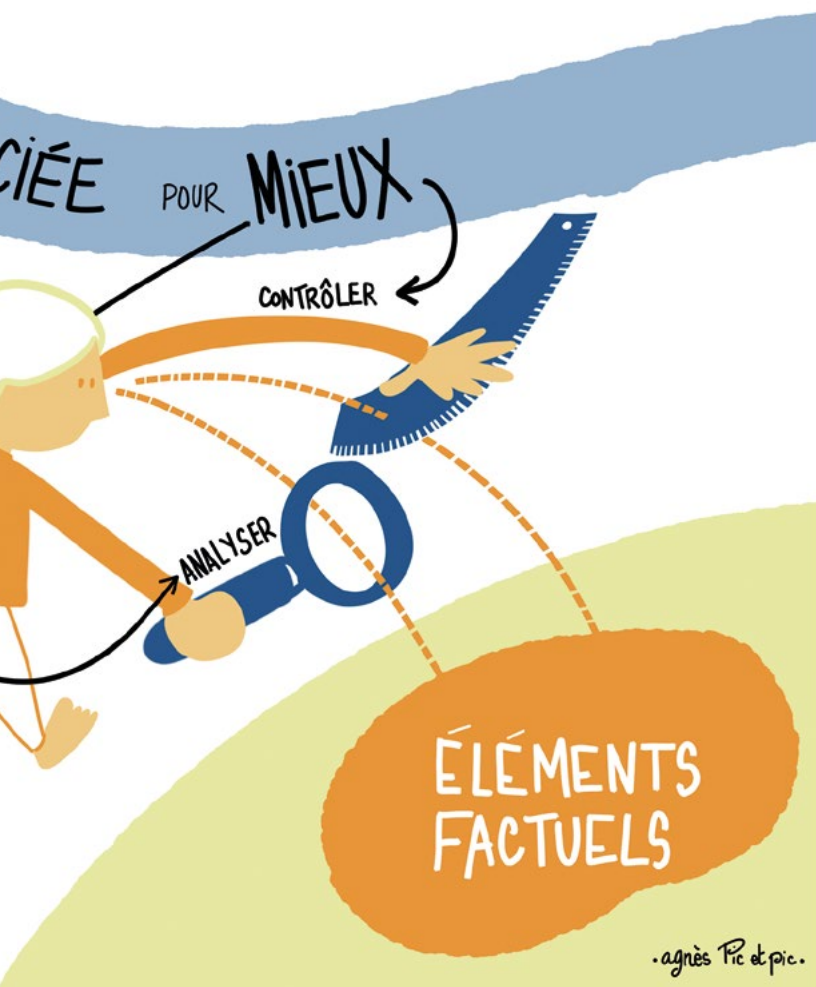 CIÉE POUR MIEUX
CONTRÔLER
ANALYSER
ÉLÉMENTS
FACTUELS
.agnès Pic et pic.